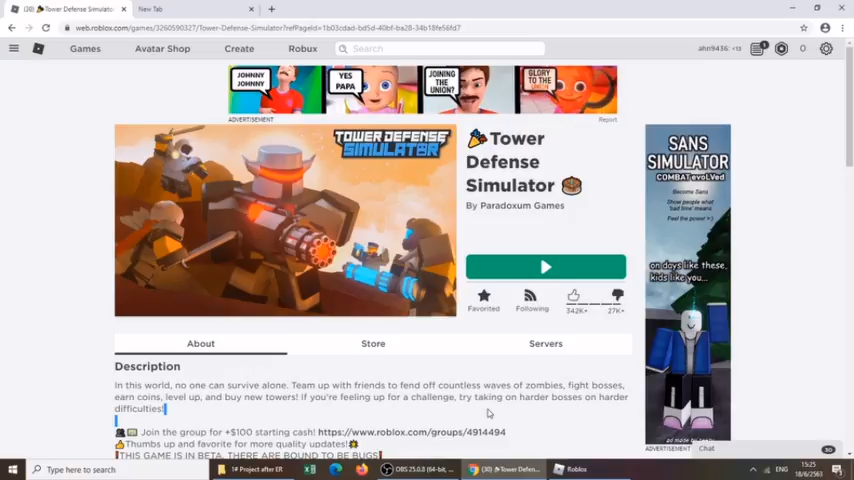 (30) Tower Defense Simulator
New Tab
web.roblox.com/games/3260590327/Tower-Defense-Simulator?refPageId=1b03cdad-bd5d-40bf-ba28-34b18fe56fd7
Games
Avatar Shop
Create
Robux
Search
ahri9436: <13
0
JOHNNY
JOHNNY
YES
PAPA
JOINING
THE
UNION?
GLORY
TO THE
ADVERTISEMENT
Report
TOWER DEFENSE
SIMULATOR
Tower
Defense
Simulator
By Paradoxum Games
Favorited
Following
342K+
27K+
SANS
SIMULATOR
COMBAT evoLVed
Become Sans
Show people what
'bad time' means
Feel the power =)
on days like these,
kids like you...
ADVERTISEMENT
About
Store
Servers
Description
In this world, no one can survive alone. Team up with friends to fend off countless waves of zombies, fight bosses,
earn coins, level up, and buy new towers! If you're feeling up for a challenge, try taking on harder bosses on harder
difficulties!
Join the group for +$100 starting cash! https://www.roblox.com/groups/4914494
Thumbs up and favorite for more quality updates!
THIS GAME IS IN BETA. THERE ARE BOUND TO BE BUGS
Chat
30
Type here to search
1# Project after ER
OBS 25.0.8 (64-bit, ...
(30) Tower Defens...
Roblox
ENG
15:25
18/6/2563